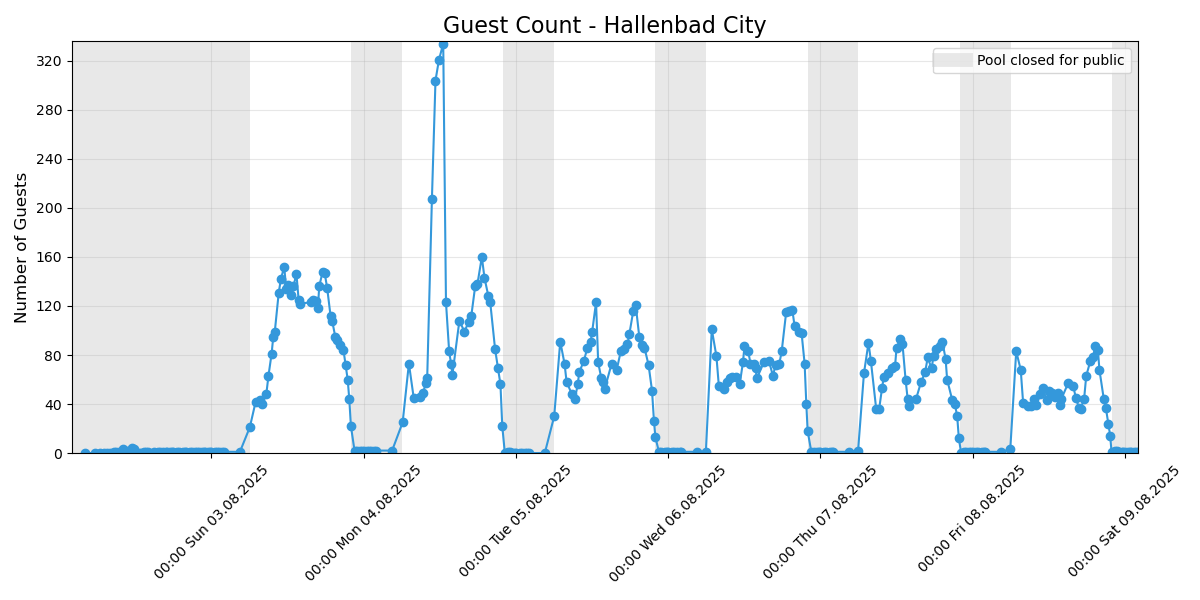 Guest Count - Hallenbad City
Pool closed for public
Number of Guests
320
280
240
200
160
120
80
40
0
00:00 Sun 03.08.2025
00:00 Mon 04.08.2025
00:00 Tue 05.08.2025
00:00 Wed 06.08.2025
00:00 Thu 07.08.2025
00:00 Fri 08.08.2025
00:00 Sat 09.08.2025